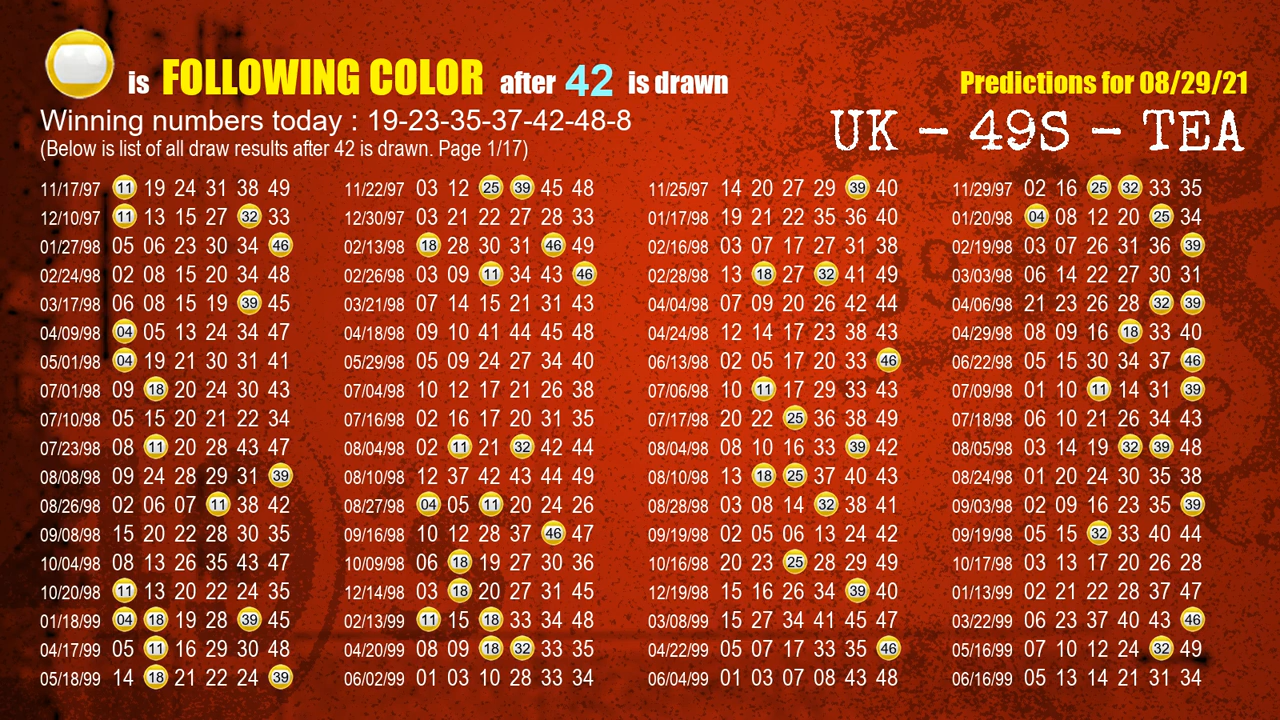 is FOLLOWING COLOR after 42 is drawn
Predictions for 08/29/21
Winning numbers today : 19-23-35-37-42-48-8
UK - 49S - TEA
(Below is list of all draw results after 42 is drawn. Page 1/17)
11/17/97 11 19 24 31 38 49 11/22/97 03 12 25 39 45 48 11/25/97 14 20 27 29 39 40 11/29/97 02 16 25 32 33 35
12/10/97 11 13 15 27 32 33 12/30/97 03 21 22 27 28 33 01/17/98 19 21 22 35 36 40 01/20/98 04 08 12 20 25 34
01/27/98 05 06 23 30 34 46 02/13/98 18 28 30 31 46 49 02/16/98 03 07 17 27 31 38 02/19/98 03 07 26 31 36 39
02/24/98 02 08 15 20 34 48 02/26/98 03 09 11 34 43 46 02/28/98 13 18 27 32 41 49 03/03/98 06 14 22 27 30 31
03/17/98 06 08 15 19 39 45 03/21/98 07 14 15 21 31 43 04/04/98 07 09 20 26 42 44 04/06/98 21 23 26 28 32 39
04/09/98 04 05 13 24 34 47 04/18/98 09 10 41 44 45 48 04/24/98 12 14 17 23 38 43 04/29/98 08 09 16 18 33 40
05/01/98 04 19 21 30 31 41 05/29/98 05 09 24 27 34 40 06/13/98 02 05 17 20 33 46 06/22/98 05 15 30 34 37 46
07/01/98 09 18 20 24 30 43 07/04/98 10 12 17 21 26 38 07/06/98 10 11 17 29 33 43 07/09/98 01 10 11 14 31 39
07/10/98 05 15 20 21 22 34 07/16/98 02 16 17 20 31 35 07/17/98 20 22 25 36 38 49 07/18/98 06 10 21 26 34 43
07/23/98 08 11 20 28 43 47 08/04/98 02 11 21 32 42 44 08/04/98 08 10 16 33 39 42 08/05/98 03 14 19 32 39 48
08/08/98 09 24 28 29 31 39 08/10/98 12 37 42 43 44 49 08/10/98 13 18 25 37 40 43 08/24/98 01 20 24 30 35 38
08/26/98 02 06 07 11 38 42 08/27/98 04 05 11 20 24 26 08/28/98 03 08 14 32 38 41 09/03/98 02 09 16 23 35 39
09/08/98 15 20 22 28 30 35 09/16/98 10 12 28 37 46 47 09/19/98 02 05 06 13 24 42 09/19/98 05 15 32 33 40 44
10/04/98 08 13 26 35 43 47 10/09/98 06 18 19 27 30 36 10/16/98 20 23 25 28 29 49 10/17/98 03 13 17 20 26 28
10/20/98 11 13 20 22 24 35 12/14/98 03 18 20 27 31 45 12/19/98 15 16 26 34 39 40 01/13/99 02 21 22 28 37 47
01/18/99 04 18 19 28 39 45 02/13/99 11 15 18 33 34 48 03/08/99 15 27 34 41 45 47 03/22/99 06 23 37 40 43 46
04/17/99 05 11 16 29 30 48 04/20/99 08 09 18 32 33 35 04/22/99 05 07 17 33 35 46 05/16/99 07 10 12 24 32 49
05/18/99 14 18 21 22 24 39 06/02/99 01 03 10 28 33 34 06/04/99 01 03 07 08 43 48 06/16/99 05 13 14 21 31 34